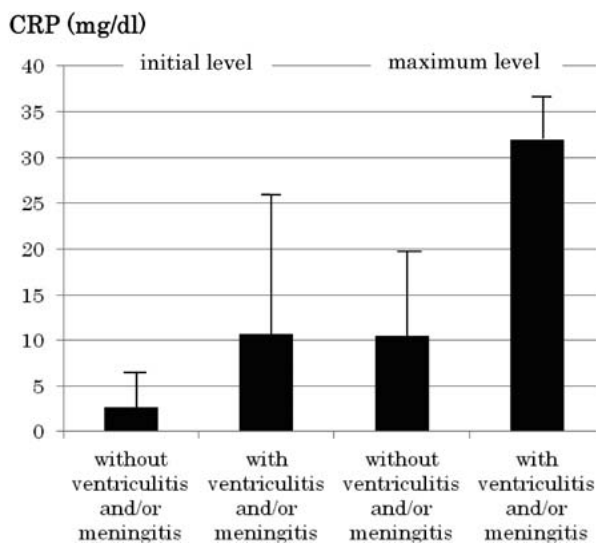 CRP (mg/dl)
initial level
maximum level
40
35
30
25
20
15
10
5
0
without
ventriculitis
and/or
meningitis
with
ventriculitis
and/or
meningitis
without
ventriculitis
and/or
meningitis
with
ventriculitis
and/or
meningitis